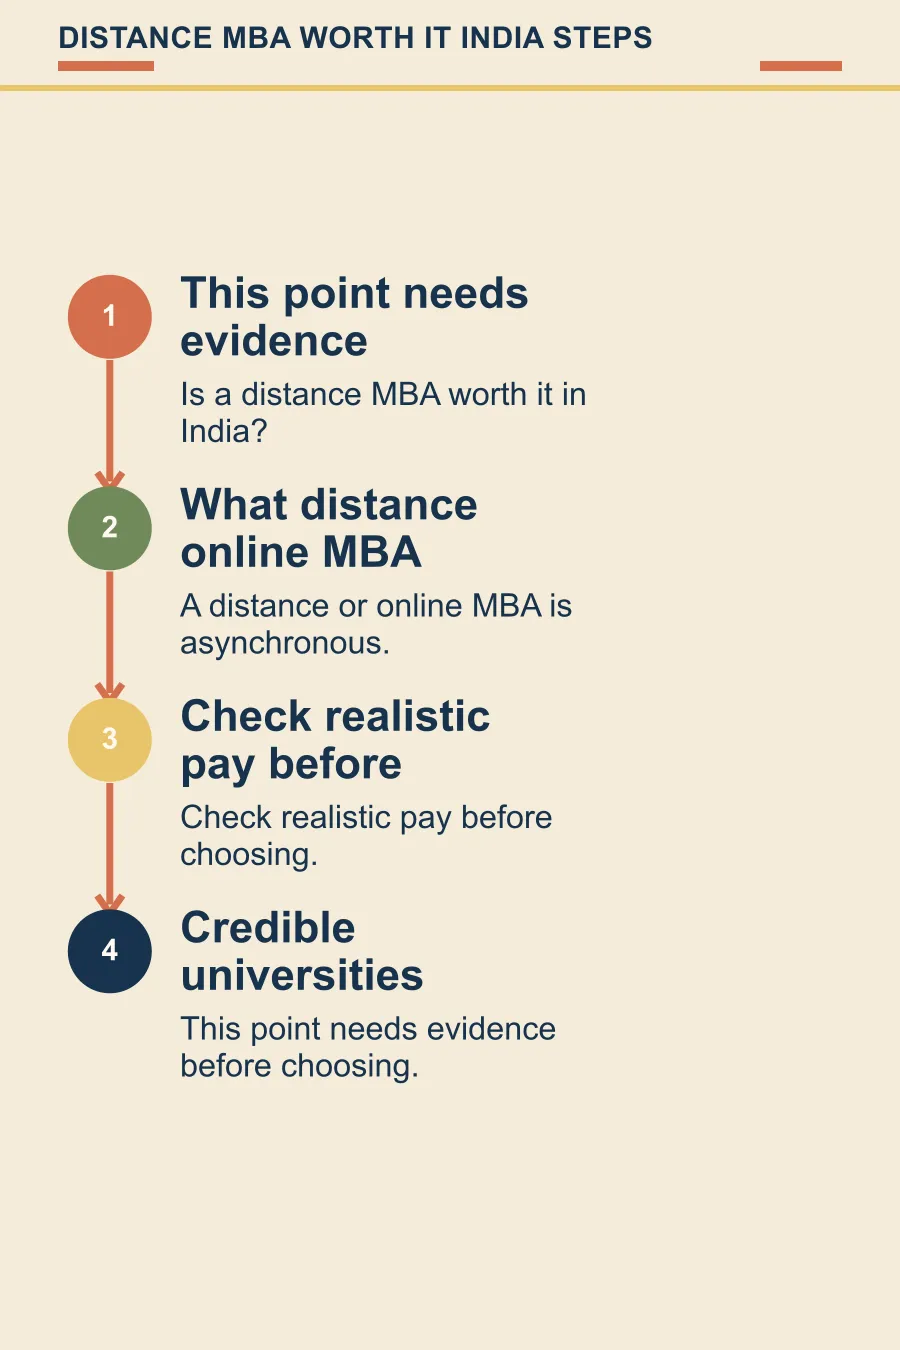 DISTANCE MBA WORTH IT INDIA STEPS
1
This point needs
evidence
Is a distance MBA worth it in
India?
2
What distance
online MBA
A distance or online MBA is
asynchronous.
3
Check realistic
pay before
Check realistic pay before
choosing.
4
Credible
universities
This point needs evidence
before choosing.